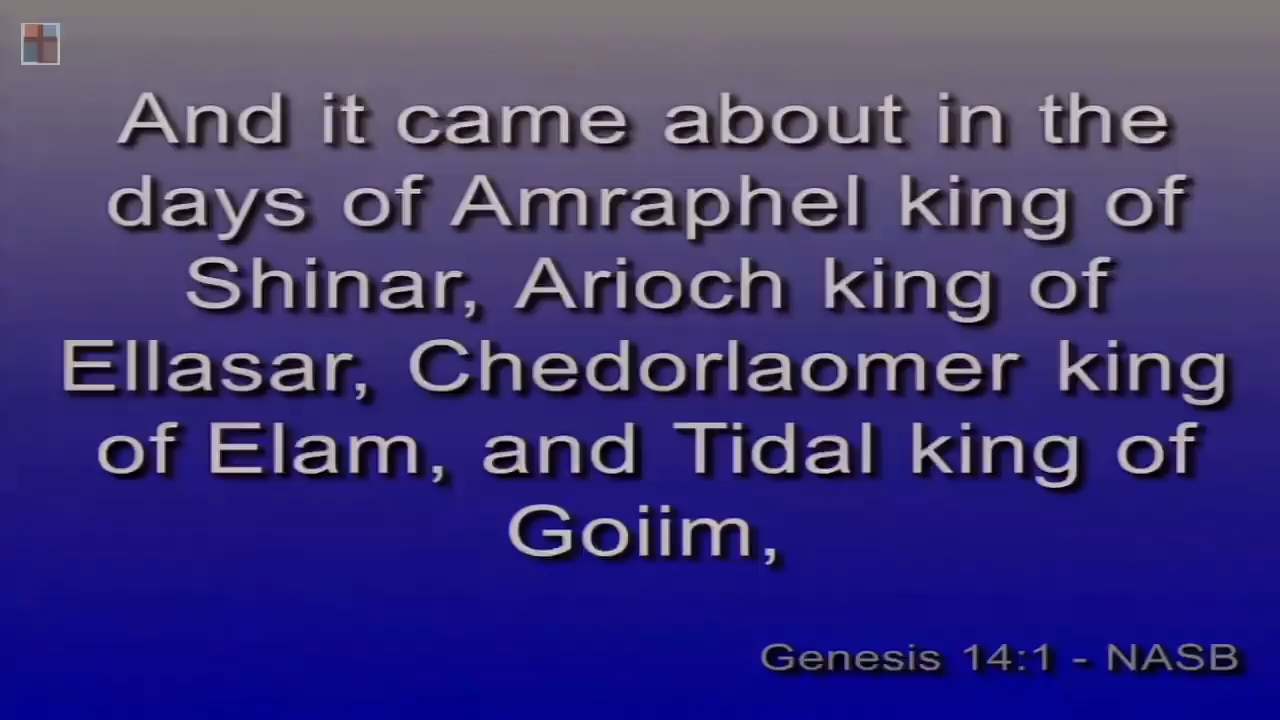 And it came about in the
days of Amraphel king of
Shinar, Arioch king of
Ellasar, Chedorlaomer king
of Elam, and Tidal king of
Goiim,
Genesis 14:1 - NASB